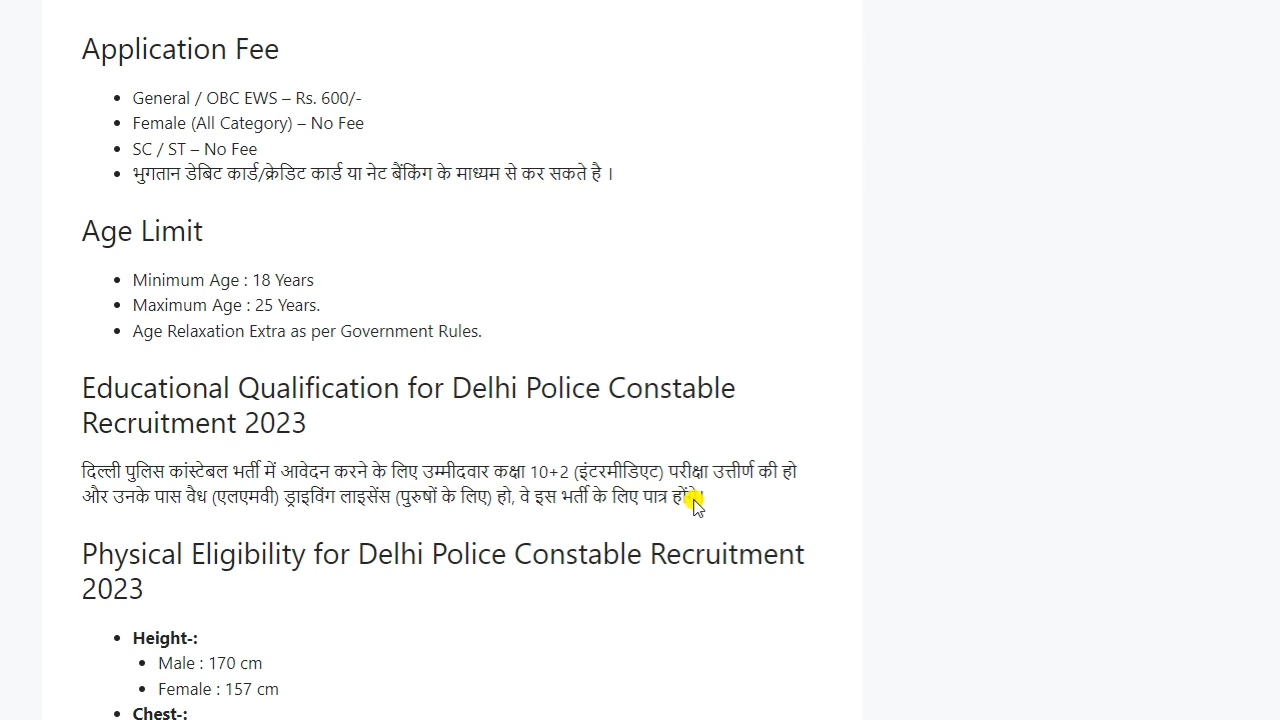 Application Fee
General / OBC EWS – Rs. 600/-
Female (All Category) – No Fee
SC / ST – No Fee
भुगतान डेबिट कार्ड/क्रेडिट कार्ड या नेट बैंकिंग के माध्यम से कर सकते है ।
Age Limit
Minimum Age : 18 Years
Maximum Age : 25 Years.
Age Relaxation Extra as per Government Rules.
Educational Qualification for Delhi Police Constable
Recruitment 2023
दिल्ली पुलिस कांस्टेबल भर्ती में आवेदन करने के लिए उम्मीदवार कक्षा 10+2 (इंटरमीडिएट) परीक्षा उत्तीर्ण की हो
और उनके पास वैध (एलएमवी) ड्राइविंग लाइसेंस (पुरुषों के लिए) हो, वे इस भर्ती के लिए पात्र होंगे।
Physical Eligibility for Delhi Police Constable Recruitment
2023
Height-:
Male : 170 cm
Female : 157 cm
Chest-: